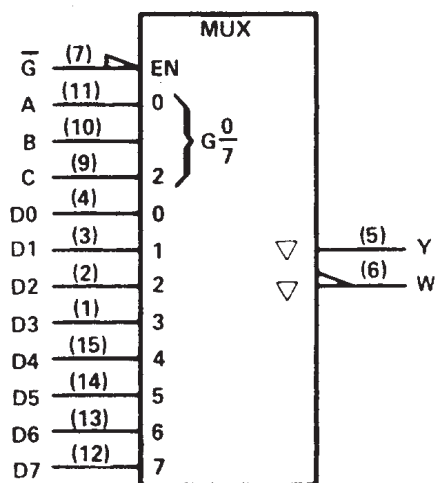 MUX
G̅ (7) EN
A (11) 0
B (10) G 0/7
C (9) 2
D0 (4) 0
D1 (3) 1 ▽ (5) Y
D2 (2) 2 ▽ (6) W
D3 (1) 3
D4 (15) 4
D5 (14) 5
D6 (13) 6
D7 (12) 7